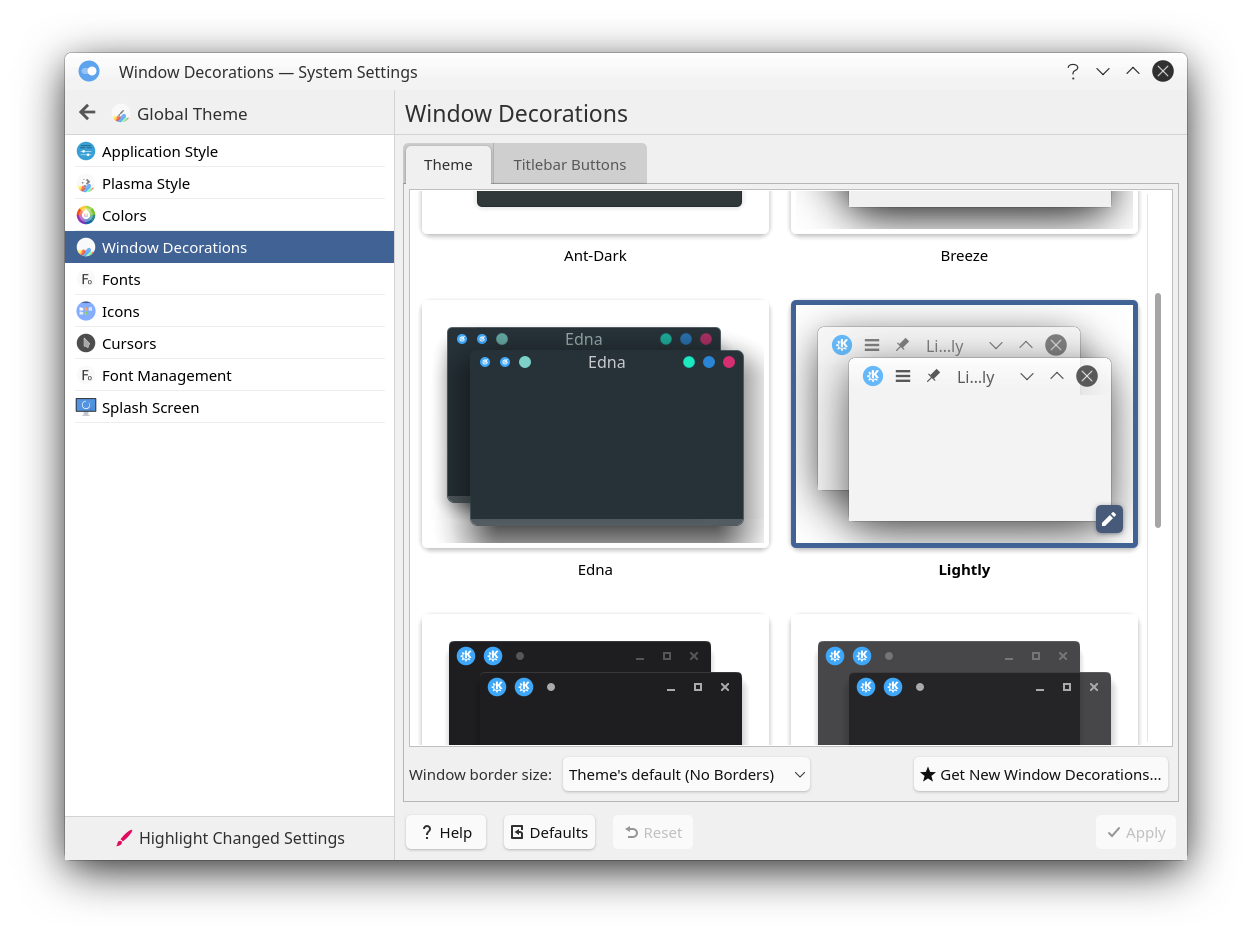 Window Decorations — System Settings
Global Theme
Application Style
Plasma Style
Colors
Window Decorations
Fonts
Icons
Cursors
Font Management
Splash Screen
Highlight Changed Settings
Window Decorations
Theme
Titlebar Buttons
Ant-Dark
Breeze
Edna
Edna
Edna
Li...ly
Li...ly
Lightly
Window border size:
Theme's default (No Borders)
Get New Window Decorations...
? Help
Defaults
Reset
Apply